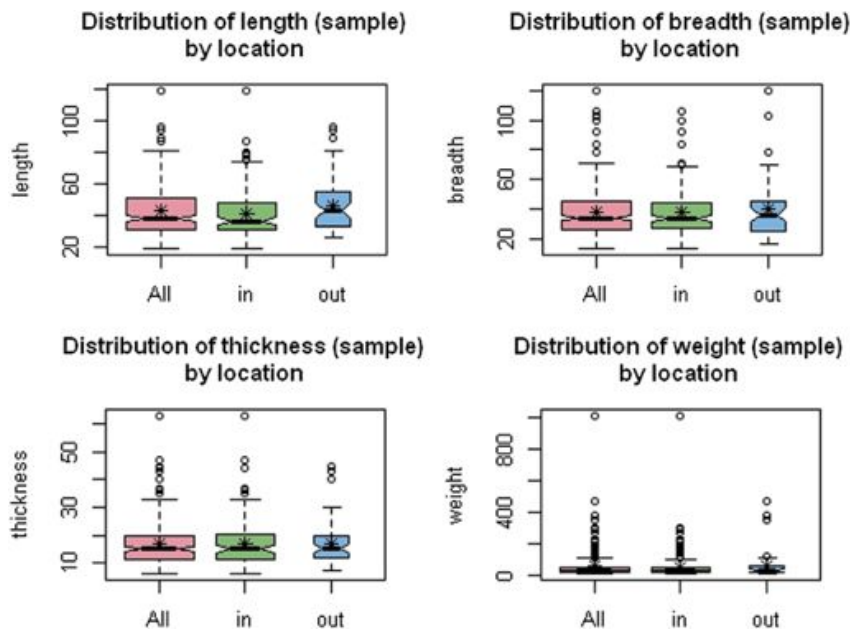 Distribution of length (sample)
by location
length
20
60
100
All
in
out
Distribution of breadth (sample)
by location
breadth
20
60
100
All
in
out
Distribution of thickness (sample)
by location
thickness
10
30
50
All
in
out
Distribution of weight (sample)
by location
weight
0
400
800
All
in
out